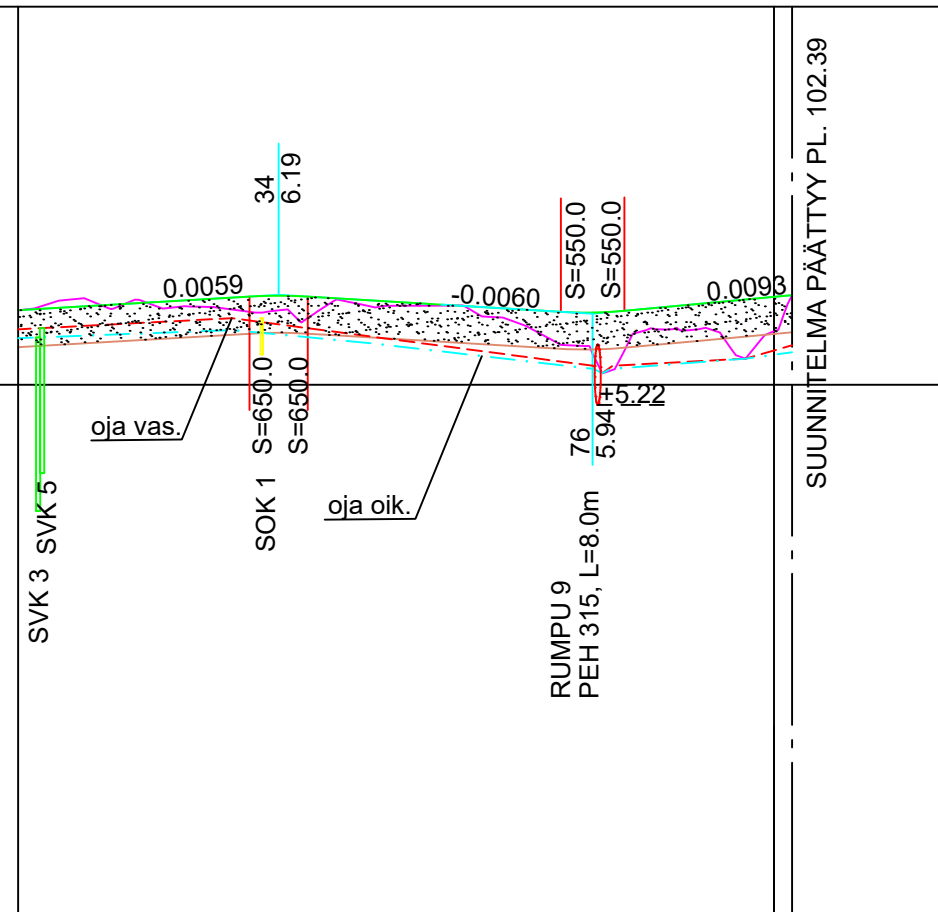 34
6.19
0.0059
-0.0060
S=550.0
S=550.0
0.0093
SUUNNITELMA PÄÄTTYY PL. 102.39
oja vas.
S=650.0
S=650.0
+5.22
76
5.94
SVK 3
SVK 5
SOK 1
oja oik.
RUMPU 9
PEH 315, L=8.0m